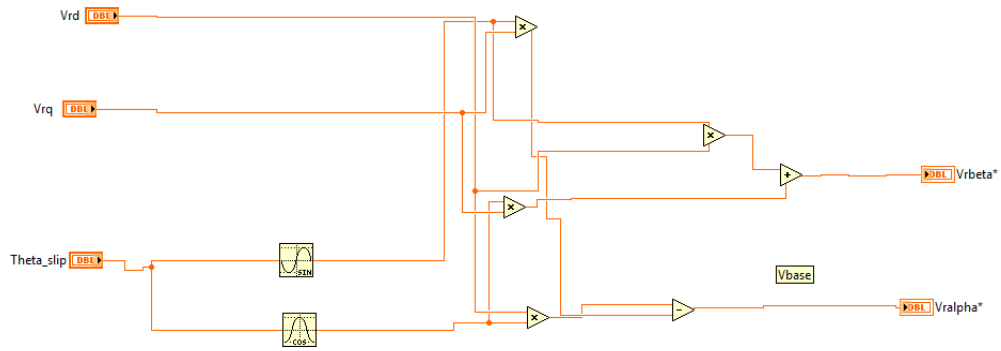 Vrd
DBL
Vrq
DBL
Vrbeta*
DBL
Theta_slip
DBL
SIN
Vbase
Vralpha*
DBL
COS